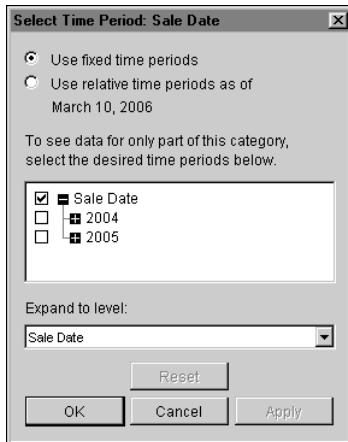 Select Time Period: Sale Date
Use fixed time periods
Use relative time periods as of
March 10, 2006
To see data for only part of this category,
select the desired time periods below.
Sale Date
2004
2005
Expand to level:
Sale Date
Reset
OK Cancel Apply